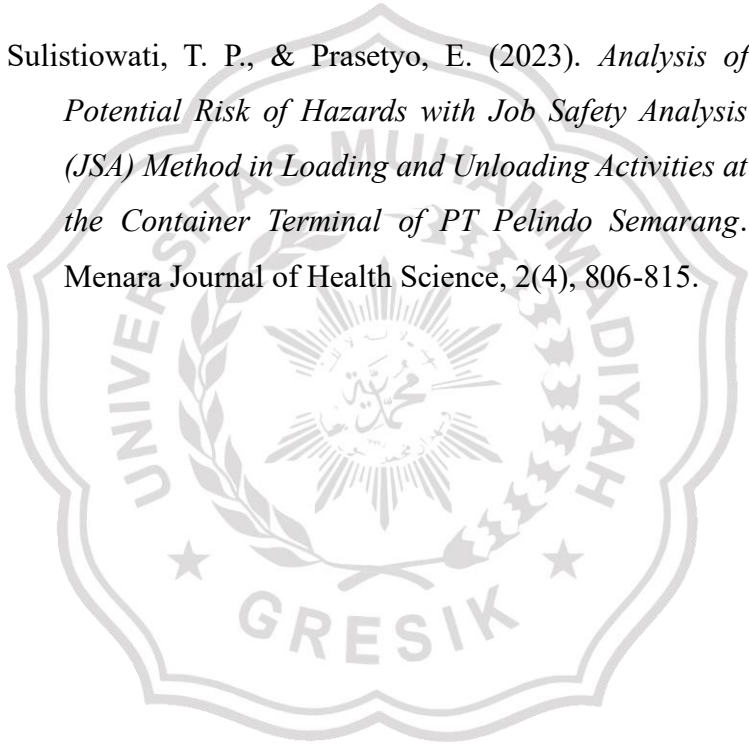 Sulistiowati, T. P., & Prasetyo, E. (2023). Analysis of
Potential Risk of Hazards with Job Safety Analysis
(JSA) Method in Loading and Unloading Activities at
the Container Terminal of PT Pelindo Semarang.
Menara Journal of Health Science, 2(4), 806-815.
UNIVERSITAS MUHAMMADIYAH
GRESIK